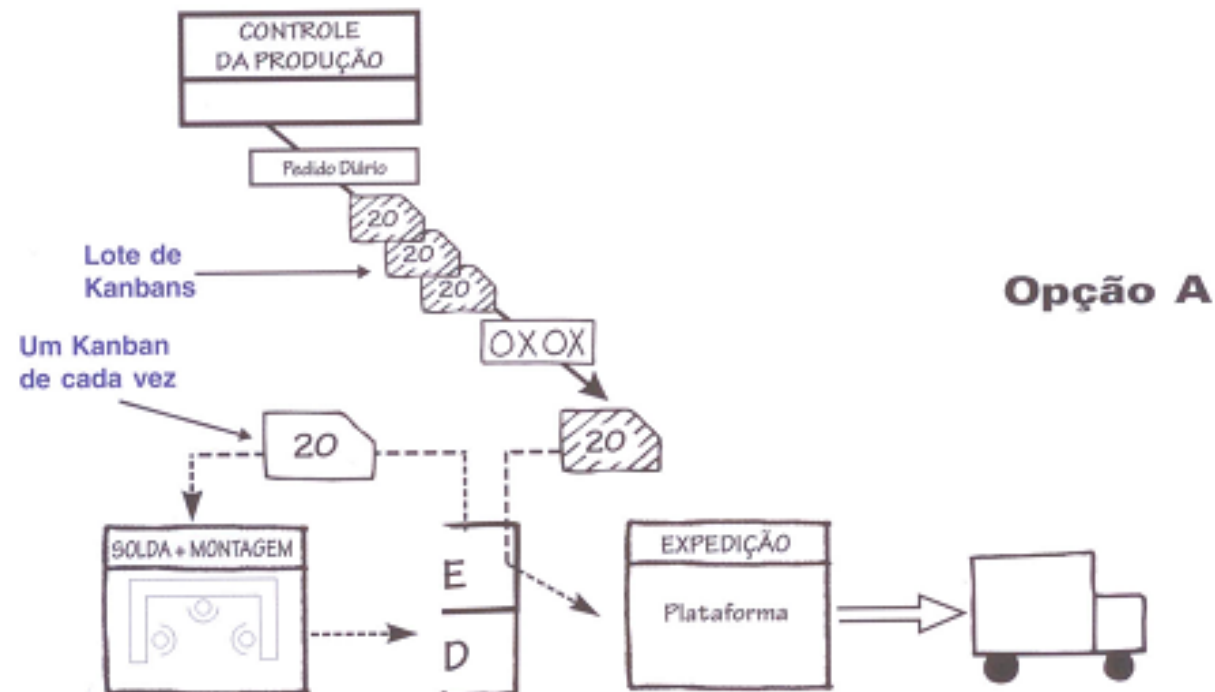 CONTROLE
DA PRODUÇÃO
Pedido Diário
20
20
20
Lote de
Kanbans
Opção A
OXOX
Um Kanban
de cada vez
20
20
SOLDA + MONTAGEM
E
D
EXPEDIÇÃO
Plataforma